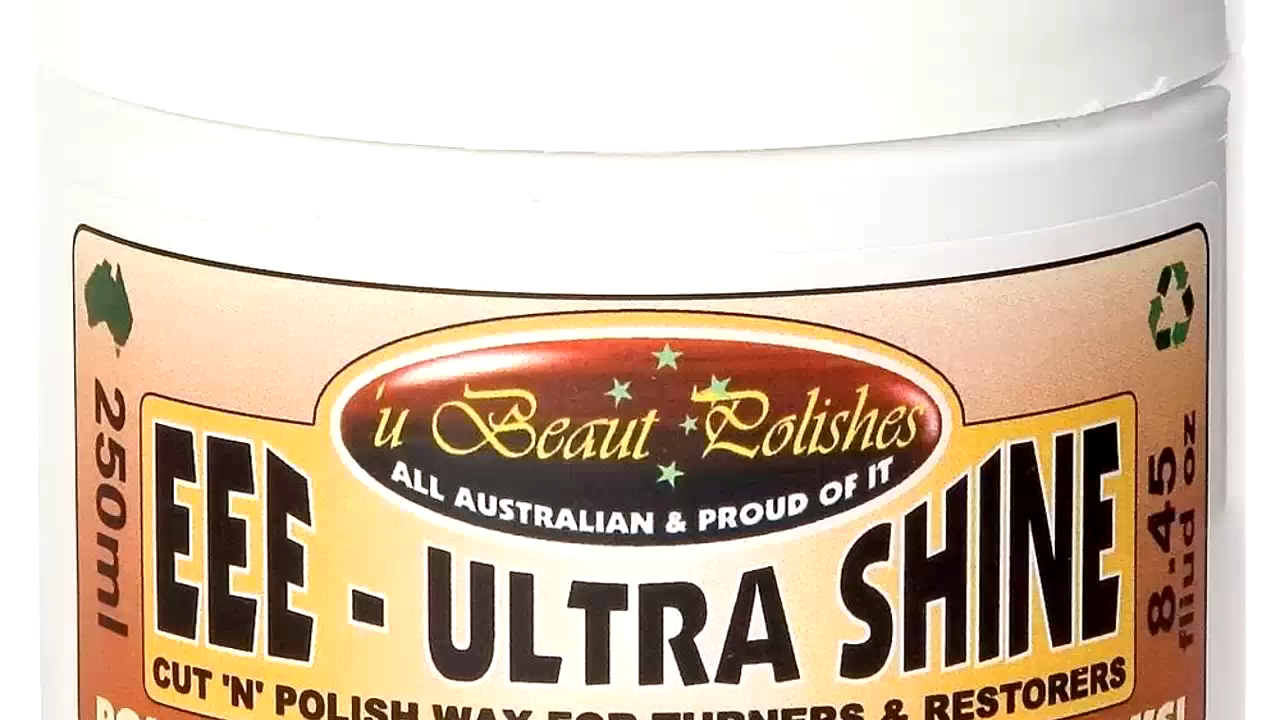 'u Beaut Polishes
ALL AUSTRALIAN & PROUD OF IT
EEE - ULTRA SHINE
CUT 'N' POLISH WAX FOR TURNERS & RESTORERS
250ml
8-45
fliud oz